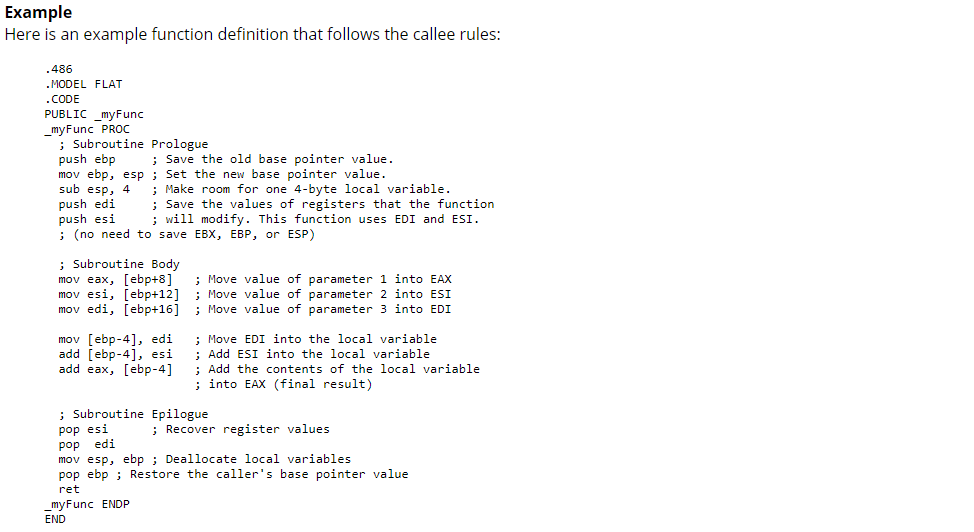 Example
Here is an example function definition that follows the callee rules:
.486
.MODEL FLAT
.CODE
PUBLIC _myFunc
_myFunc PROC
  ; Subroutine Prologue
  push ebp     ; Save the old base pointer value.
  mov ebp, esp ; Set the new base pointer value.
  sub esp, 4   ; Make room for one 4-byte local variable.
  push edi     ; Save the values of registers that the function
  push esi     ; will modify. This function uses EDI and ESI.
  ; (no need to save EBX, EBP, or ESP)
  ; Subroutine Body
  mov eax, [ebp+8]   ; Move value of parameter 1 into EAX
  mov esi, [ebp+12]  ; Move value of parameter 2 into ESI
  mov edi, [ebp+16]  ; Move value of parameter 3 into EDI
  mov [ebp-4], edi   ; Move EDI into the local variable
  add [ebp-4], esi   ; Add ESI into the local variable
  add eax, [ebp-4]   ; Add the contents of the local variable
                     ; into EAX (final result)
  ; Subroutine Epilogue
  pop esi      ; Recover register values
  pop  edi
  mov esp, ebp ; Deallocate local variables
  pop ebp ; Restore the caller's base pointer value
  ret
_myFunc ENDP
END